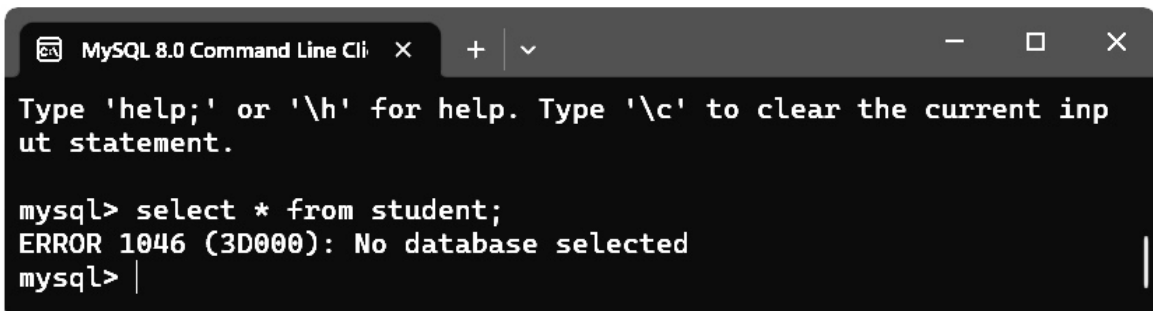 MySQL 8.0 Command Line Cli
Type 'help;' or '\h' for help. Type '\c' to clear the current inp
ut statement.
mysql> select * from student;
ERROR 1046 (3D000): No database selected
mysql>